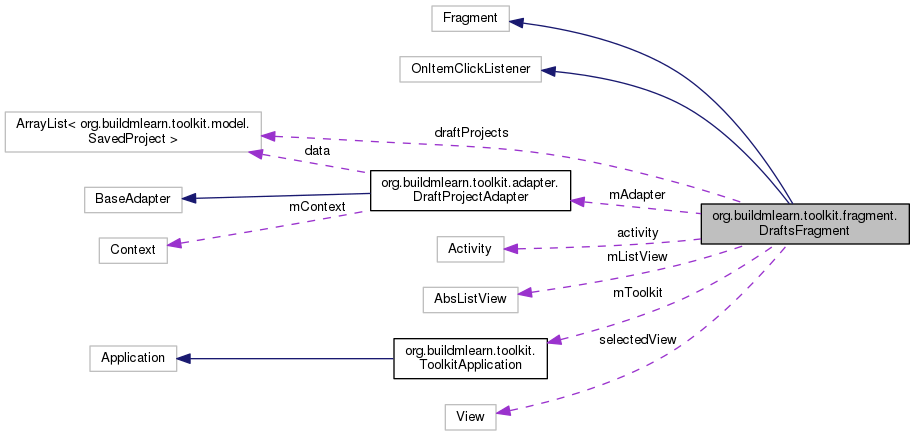 Fragment
OnItemClickListener
ArrayList< org.buildmlearn.toolkit.model.
SavedProject >
draftProjects
data
org.buildmlearn.toolkit.adapter.
DraftProjectAdapter
BaseAdapter
mContext
mAdapter
org.buildmlearn.toolkit.fragment.
DraftsFragment
Context
Activity
activity
mListView
AbsListView
mToolkit
Application
org.buildmlearn.toolkit.
ToolkitApplication
selectedView
View